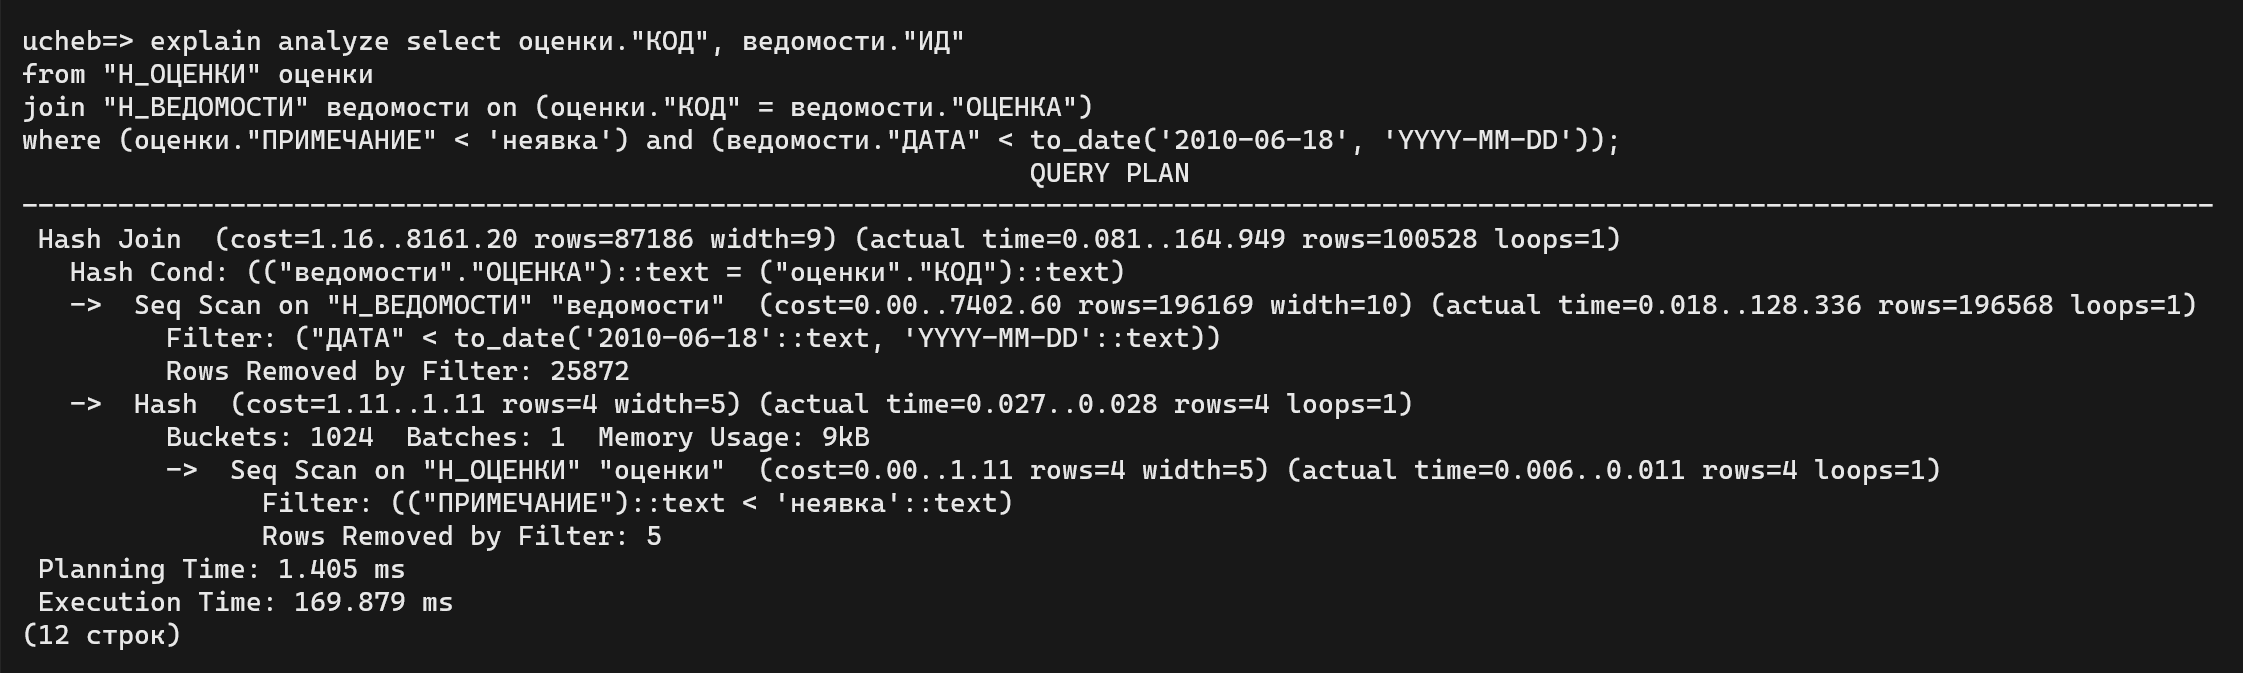 ucheb=> explain analyze select оценки."КОД", ведомости."ИД"
from "Н_ОЦЕНКИ" оценки
join "Н_ВЕДОМОСТИ" ведомости on (оценки."КОД" = ведомости."ОЦЕНКА")
where (оценки."ПРИМЕЧАНИЕ" < 'неявка') and (ведомости."ДАТА" < to_date('2010-06-18', 'YYYY-MM-DD'));
QUERY PLAN
-----------------------------------------------------------------------------------------------------------------------------------------
Hash Join  (cost=1.16..8161.20 rows=87186 width=9) (actual time=0.081..164.949 rows=100528 loops=1)
Hash Cond: (("ведомости"."ОЦЕНКА")::text = ("оценки"."КОД")::text)
->  Seq Scan on "Н_ВЕДОМОСТИ" "ведомости"  (cost=0.00..7402.60 rows=196169 width=10) (actual time=0.018..128.336 rows=196568 loops=1)
Filter: ("ДАТА" < to_date('2010-06-18'::text, 'YYYY-MM-DD'::text))
Rows Removed by Filter: 25872
->  Hash  (cost=1.11..1.11 rows=4 width=5) (actual time=0.027..0.028 rows=4 loops=1)
Buckets: 1024  Batches: 1  Memory Usage: 9kB
->  Seq Scan on "Н_ОЦЕНКИ" "оценки"  (cost=0.00..1.11 rows=4 width=5) (actual time=0.006..0.011 rows=4 loops=1)
Filter: (("ПРИМЕЧАНИЕ")::text < 'неявка'::text)
Rows Removed by Filter: 5
Planning Time: 1.405 ms
Execution Time: 169.879 ms
(12 строк)